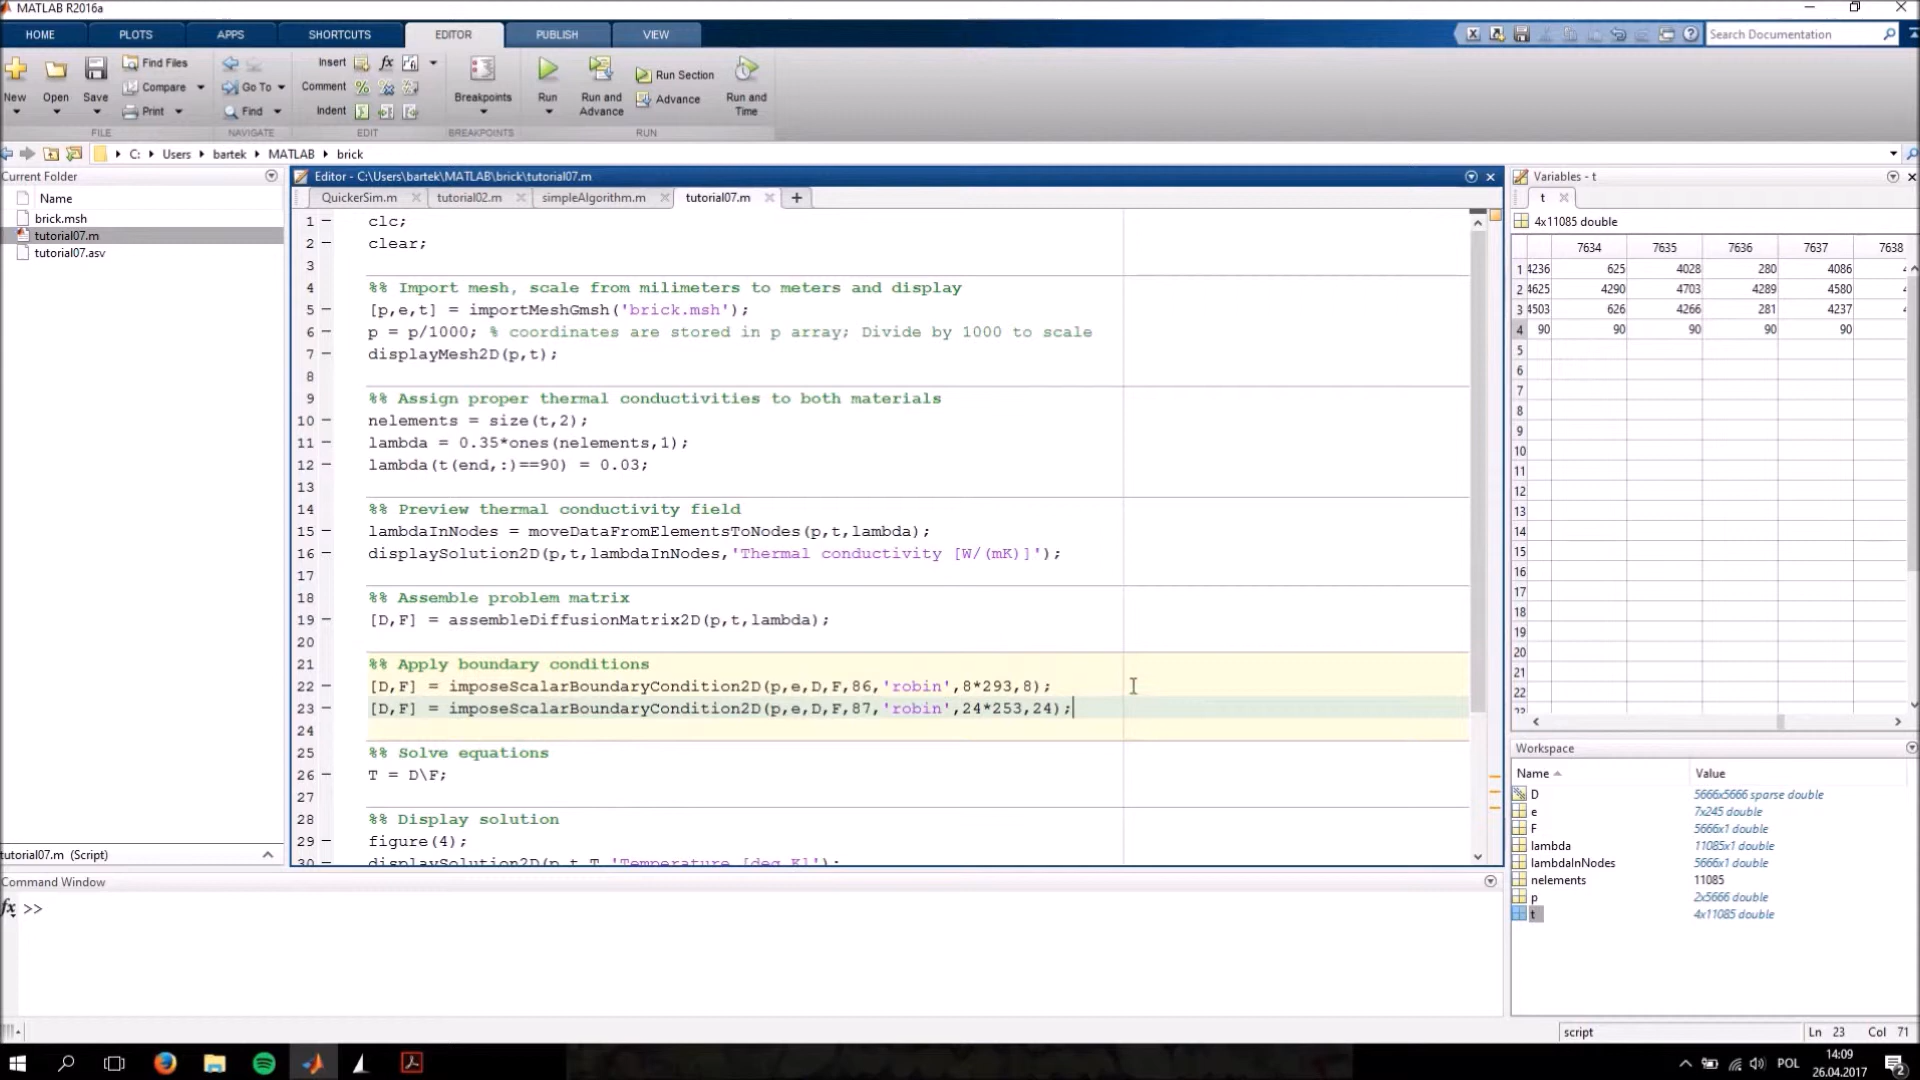 MATLAB R2016a
HOME PLOTS APPS SHORTCUTS EDITOR PUBLISH VIEW
Search Documentation
New Open Save Find Files Compare Print
Go To Find
Insert fx
Comment
Indent
Breakpoints Run Run and Advance Run Section Advance Run and Time
FILE NAVIGATE EDIT BREAKPOINTS RUN
C: Users bartek MATLAB brick
Current Folder
Name
brick.msh
tutorial07.m
tutorial07.asv
tutorial07.m (Script)
Editor - C:\Users\bartek\MATLAB\brick\tutorial07.m
QuickerSim.m tutorial02.m simpleAlgorithm.m tutorial07.m
1 clc;
2 clear;
3
4 %% Import mesh, scale from milimeters to meters and display
5 [p,e,t] = importMeshGmsh('brick.msh');
6 p = p/1000; % coordinates are stored in p array; Divide by 1000 to scale
7 displayMesh2D(p,t);
8
9 %% Assign proper thermal conductivities to both materials
10 nelements = size(t,2);
11 lambda = 0.35*ones(nelements,1);
12 lambda(t(end,:)==90) = 0.03;
13
14 %% Preview thermal conductivity field
15 lambdaInNodes = moveDataFromElementsToNodes(p,t,lambda);
16 displaySolution2D(p,t,lambdaInNodes,'Thermal conductivity [W/(mK)]');
17
18 %% Assemble problem matrix
19 [D,F] = assembleDiffusionMatrix2D(p,t,lambda);
20
21 %% Apply boundary conditions
22 [D,F] = imposeScalarBoundaryCondition2D(p,e,D,F,86,'robin',8*293,8);
23 [D,F] = imposeScalarBoundaryCondition2D(p,e,D,F,87,'robin',24*253,24);
24
25 %% Solve equations
26 T = D\F;
27
28 %% Display solution
29 figure(4);
30 displaySolution2D(p,t,T,'Temperature [deg K]');
Command Window
fx >>
Variables - t
t
4x11085 double
7634 7635 7636 7637 7638
1 4236 625 4028 280 4086
2 4625 4290 4703 4289 4580
3 4503 626 4266 281 4237
4 90 90 90 90 90
5
6
7
8
9
10
11
12
13
14
15
16
17
18
19
20
21
22
Workspace
Name Value
D 5666x5666 sparse double
e 7x245 double
F 5666x1 double
lambda 11085x1 double
lambdaInNodes 5666x1 double
nelements 11085
p 2x5666 double
t 4x11085 double
script Ln 23 Col 71
POL
14:09
26.04.2017
2